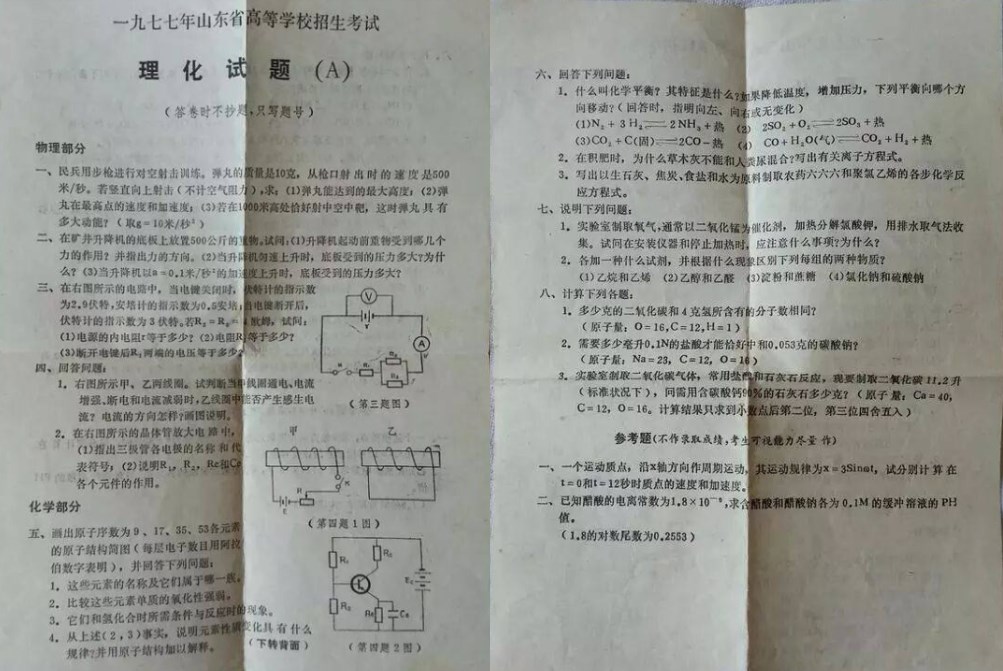 一九七七年山东省高等学校招生考试
理化试题 (A)
(答卷时不抄题,只写题号)
物理部分
一、民兵用步枪进行对空射击训练。弹丸的质量是10克,从枪口射出时的速度是500
米/秒。若竖直向上射击(不计空气阻力),求:(1)弹丸能达到的最大高度;(2)弹
丸在最高点的速度和加速度;(3)若在1000米高处恰好射中空中靶,这时弹丸具有
多大动能?(取g=10米/秒²)
二、在矿井升降机的底板上放置500公斤的重物。试问:(1)升降机起动前重物受到哪几个
力的作用?并指出力的方向。(2)当升降机匀速上升时,底板受到的压力多大?为什
么?(3)当升降机以a=0.1米/秒²的加速度上升时,底板受到的压力多大?
三、在右图所示的电路中,当电键关闭时,伏特计的指示数
为2.9伏特,安培计的指示数为0.5安培;当电键断开后,
伏特计的指示数为3伏特。若R₂=R₃=4欧姆,试问:
(1)电源的内电阻r等于多少?(2)电阻R₁等于多少?
(3)断开电键后R₁两端的电压等于多少?
V
A
K R₁ R₂
R₃
(第三题图)
四、回答问题:
1、右图所示甲、乙两线圈。试判断当甲线圈通电、电流
增强、断电和电流减弱时,乙线圈中能否产生感生电
流?电流的方向怎样?画图说明。
2、在右图所示的晶体管放大电路中,
(1)指出三极管各电极的名称和代
表符号;(2)说明R₁、R₂、Re和Ce
各个元件的作用。
甲 乙
R K
E
(第四题1图)
R₁ Rc
Ec
R₂ Re Ce
(第四题2图)
化学部分
五、画出原子序数为9、17、35、53各元素
的原子结构简图(每层电子数目用阿拉
伯数字表明),并回答下列问题:
1、这些元素的名称及它们属于哪一族。
2、比较这些元素单质的氧化性强弱。
3、它们和氢化合时所需条件与反应时的现象。
4、从上述(2,3)事实,说明元素性质变化具有什么
规律?并用原子结构加以解释。
(下转背面)
六、回答下列问题:
1、什么叫化学平衡?其特征是什么?如果降低温度,增加压力,下列平衡向哪个方
向移动?(回答时,指明向左、向右或无变化)
(1)N₂+3H₂⇌2NH₃+热 (2) 2SO₂+O₂⇌2SO₃+热
(3)CO₂+C(固)⇌2CO-热 (4) CO+H₂O(气)⇌CO₂+H₂+热
2、在积肥时,为什么草木灰不能和人粪尿混合?写出有关离子方程式。
3、写出以生石灰、焦炭、食盐和水为原料制取农药六六六和聚氯乙烯的各步化学反
应方程式。
七、说明下列问题:
1、实验室制取氧气,通常以二氧化锰为催化剂,加热分解氯酸钾,用排水取气法收
集。试问在安装仪器和停止加热时,应注意什么事项?为什么?
2、各加一种什么试剂,并根据什么现象区别下列每组的两种物质?
(1)乙烷和乙烯 (2)乙醇和乙醛 (3)淀粉和蔗糖 (4)氯化钠和硫酸钠
八、计算下列各题:
1、多少克的二氧化碳和4克氢所含有的分子数相同?
(原子量:O=16,C=12,H=1)
2、需要多少毫升0.1N的盐酸才能恰好中和0.053克的碳酸钠?
(原子量,Na=23,C=12,O=16)
3、实验室制取二氧化碳气体,常用盐酸和石灰石反应,现要制取二氧化碳11.2升
(标准状况下),问需用含碳酸钙90%的石灰石多少克?(原子量:Ca=40,
C=12,O=16。计算结果只求到小数点后第二位,第三位四舍五入)
参考题(不作录取成绩,考生可视能力尽量作)
一、一个运动质点,沿x轴方向作周期运动,其运动规律为x=3Sinπt,试分别计算在
t=0和t=12秒时质点的速度和加速度。
二、已知醋酸的电离常数为1.8×10⁻⁵,求含醋酸和醋酸钠各为0.1M的缓冲溶液的PH
值。
(1.8的对数尾数为0.2553)